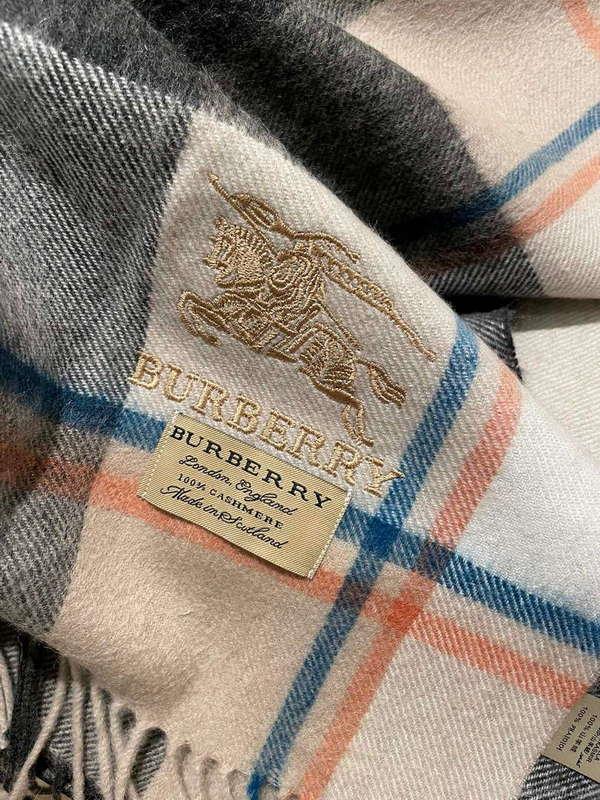 BURBERRY
BURBERRY
London, England
100% CASHMERE
Made in Scotland